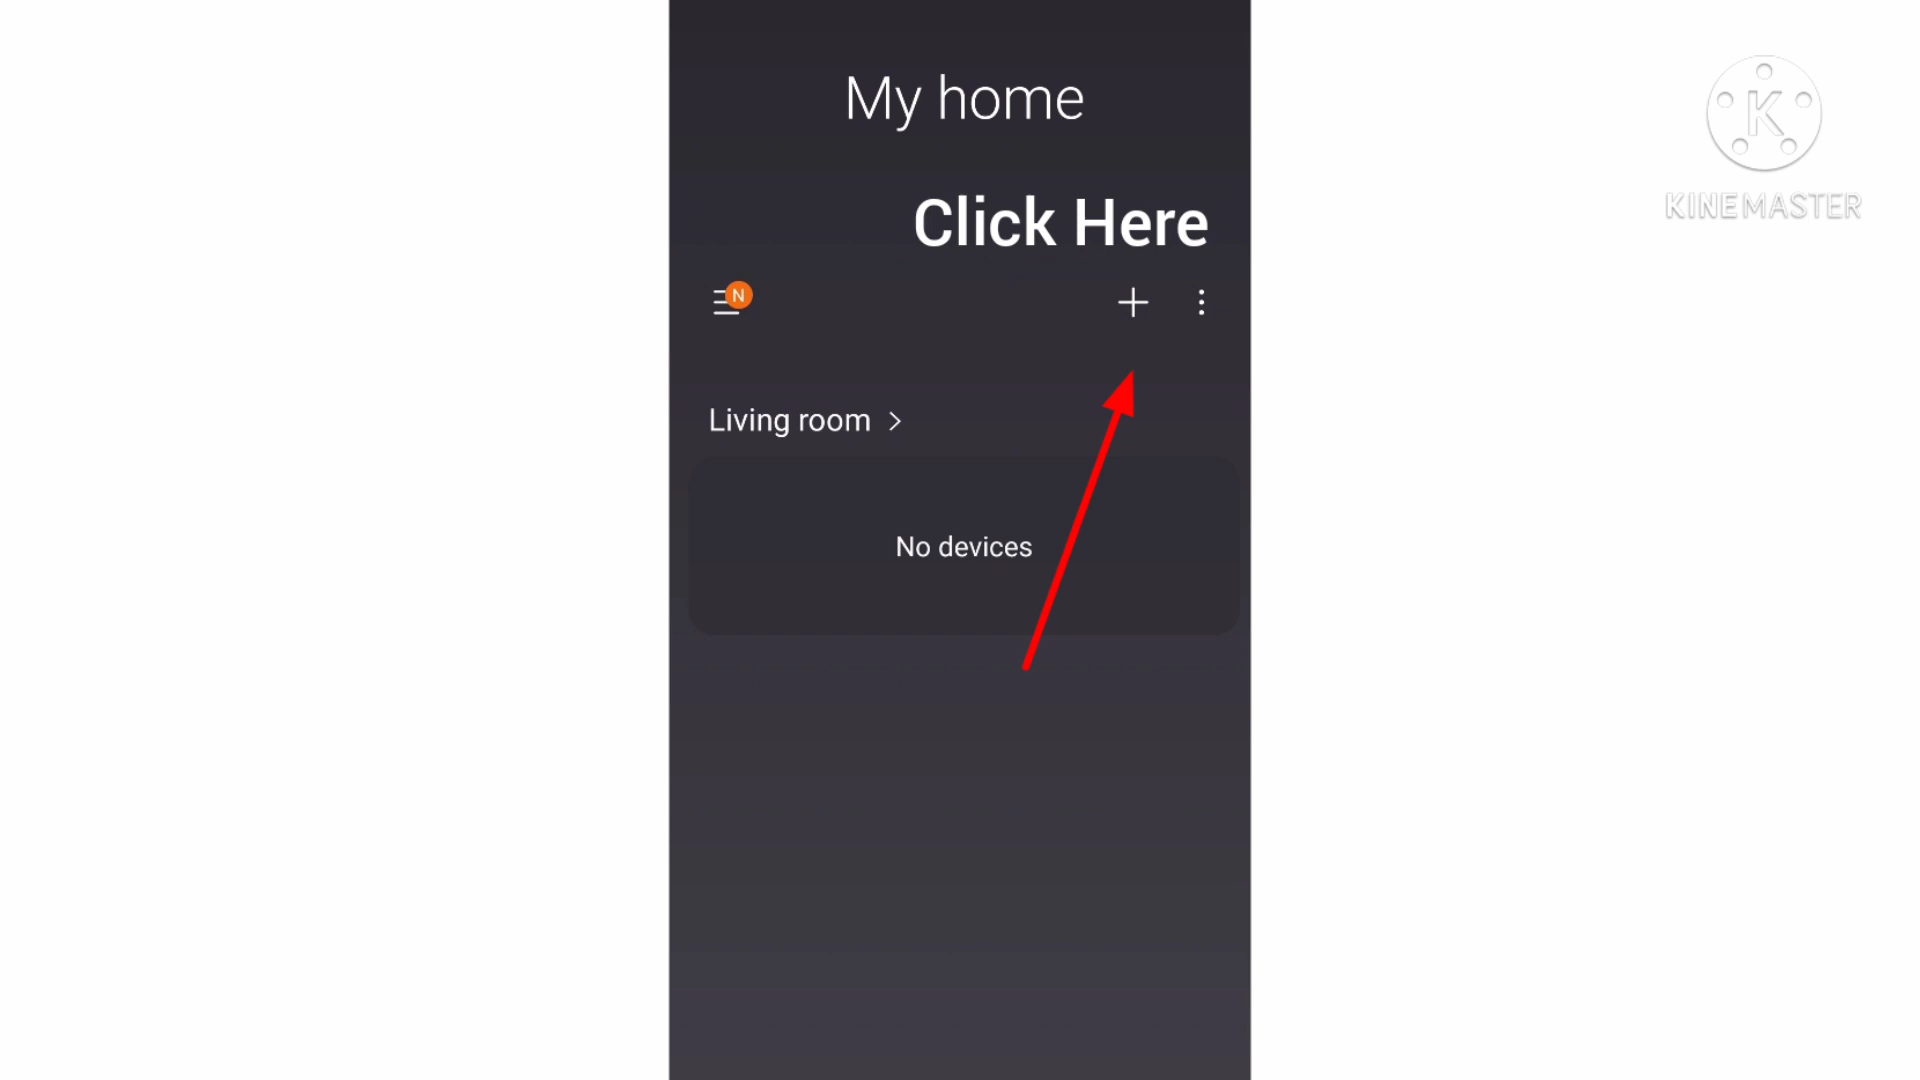 My home
Click Here
N
Living room
No devices
K
KINEMASTER